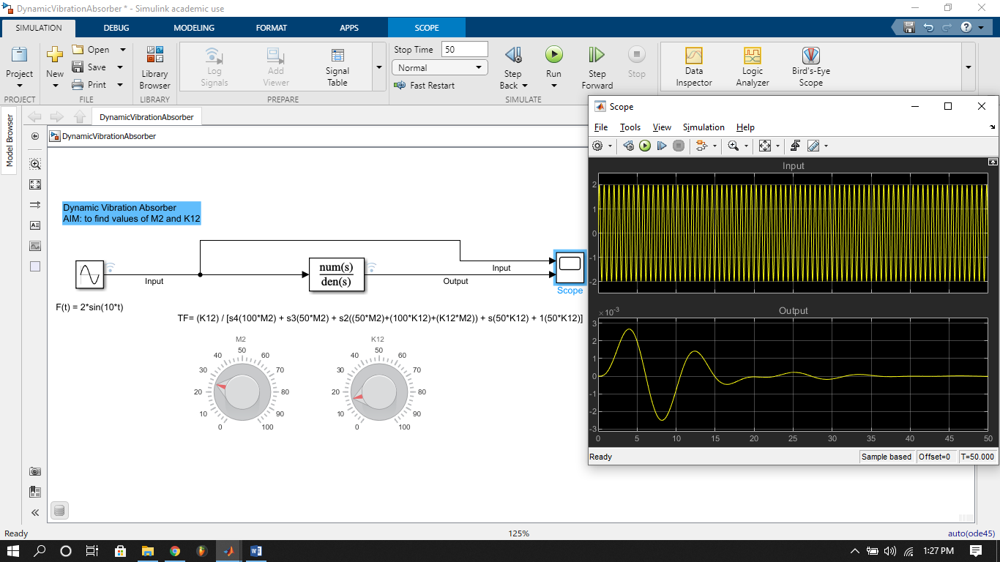 DynamicVibrationAbsorber * - Simulink academic use
SIMULATION DEBUG MODELING FORMAT APPS SCOPE
Project
New
Open
Save
Print
Library Browser
Log Signals
Add Viewer
Signal Table
Stop Time 50
Normal
Fast Restart
Step Back
Run
Step Forward
Stop
Data Inspector
Logic Analyzer
Bird's-Eye Scope
PROJECT FILE LIBRARY PREPARE SIMULATE
Model Browser
DynamicVibrationAbsorber
DynamicVibrationAbsorber
Dynamic Vibration Absorber
AIM: to find values of M2 and K12
Input
num(s)
den(s)
Output
Input
Scope
F(t) = 2*sin(10*t)
TF= (K12) / [s4(100*M2) + s3(50*M2) + s2((50*M2)+(100*K12)+(K12*M2)) + s(50*K12) + 1(50*K12)]
M2
0 10 20 30 40 50 60 70 80 90 100
K12
0 10 20 30 40 50 60 70 80 90 100
Scope
File Tools View Simulation Help
Input
2
1
0
-1
-2
Output
×10-3
3
2
1
0
-1
-2
-3
0 5 10 15 20 25 30 35 40 45 50
Ready Sample based Offset=0 T=50.000
Ready 125% auto(ode45)
1:27 PM